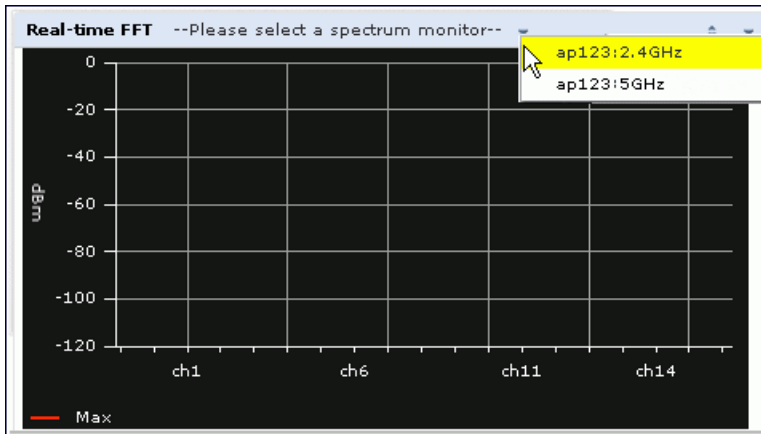 Real-time FFT --Please select a spectrum monitor--
ap123:2.4GHz
ap123:5GHz
0
-20
-40
-60
-80
-100
-120
dBm
ch1 ch6 ch11 ch14
Max